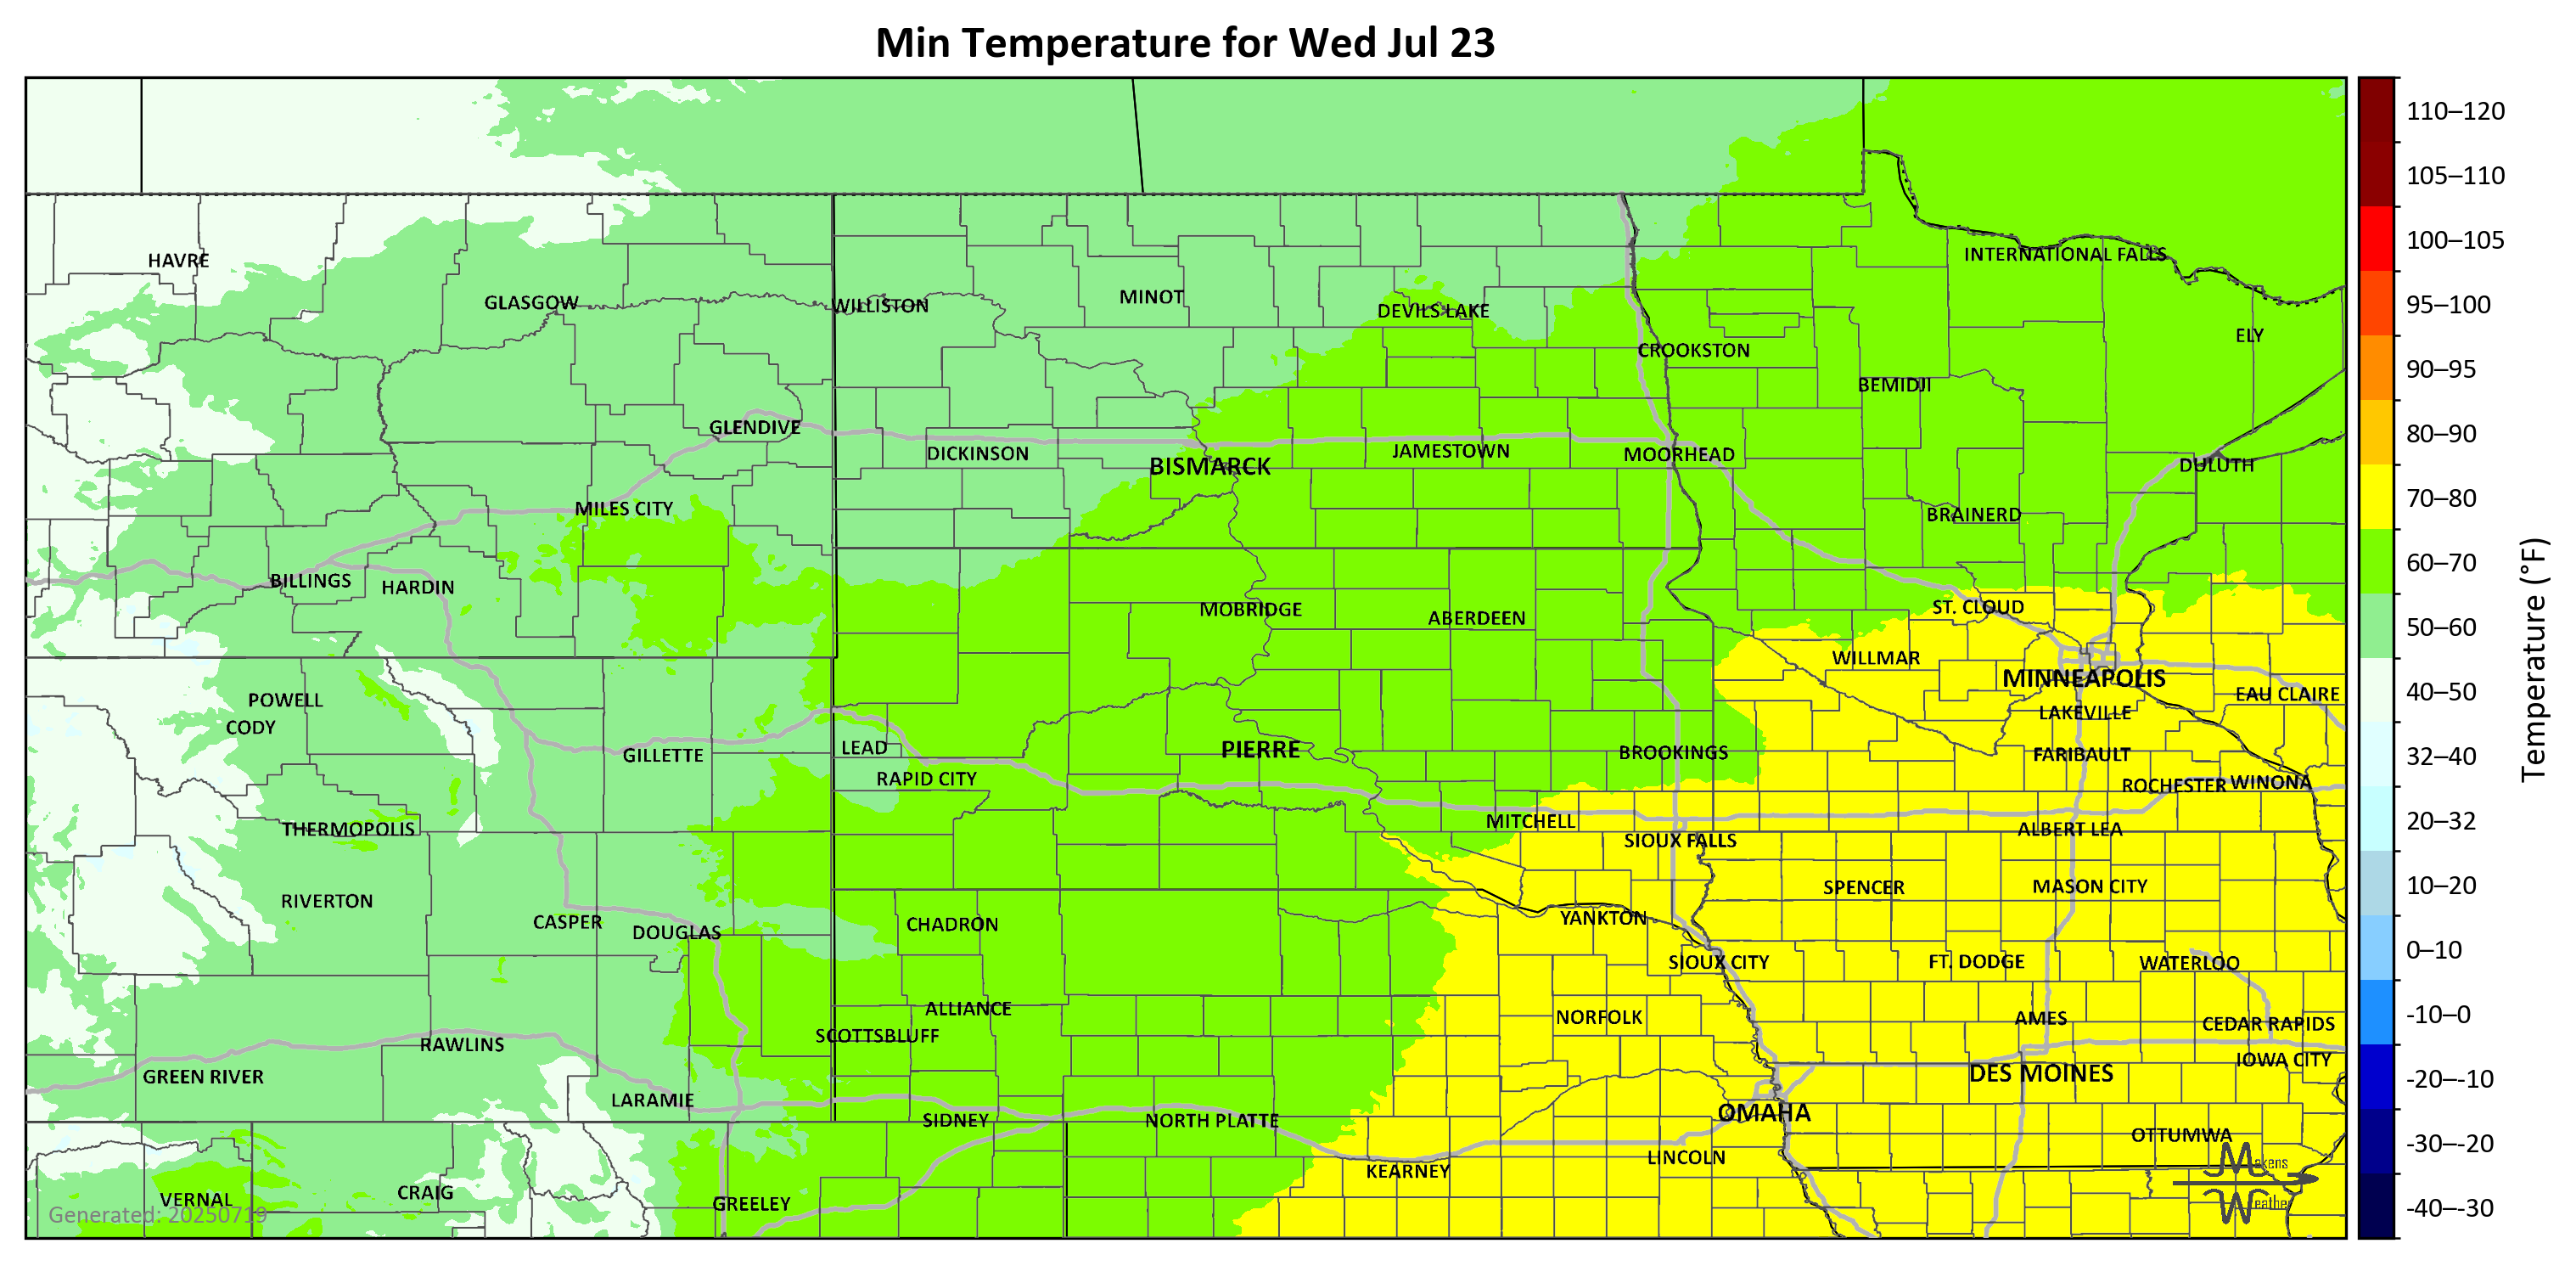 Min Temperature for Wed Jul 23
110–120
105–110
100–105
95–100
90–95
80–90
70–80
60–70
50–60
40–50
32–40
20–32
10–20
0–10
-10–0
-20–-10
-30–-20
-40–-30
Temperature (°F)
HAVRE
GLASGOW
WILLISTON
MINOT
DEVILS LAKE
INTERNATIONAL FALLS
ELY
CROOKSTON
BEMIDJI
GLENDIVE
DICKINSON
BISMARCK
JAMESTOWN
MOORHEAD
DULUTH
MILES CITY
BRAINERD
BILLINGS
HARDIN
MOBRIDGE
ABERDEEN
ST. CLOUD
WILLMAR
MINNEAPOLIS
EAU CLAIRE
POWELL
CODY
LAKEVILLE
GILLETTE
LEAD
PIERRE
BROOKINGS
FARIBAULT
RAPID CITY
ROCHESTER
WINONA
THERMOPOLIS
MITCHELL
SIOUX FALLS
ALBERT LEA
RIVERTON
SPENCER
MASON CITY
CASPER
DOUGLAS
CHADRON
YANKTON
SIOUX CITY
FT. DODGE
WATERLOO
ALLIANCE
NORFOLK
AMES
CEDAR RAPIDS
SCOTTSBLUFF
RAWLINS
IOWA CITY
GREEN RIVER
DES MOINES
LARAMIE
SIDNEY
NORTH PLATTE
OMAHA
OTTUMWA
LINCOLN
KEARNEY
VERNAL
CRAIG
GREELEY
Makens
Weather
Generated: 20250719